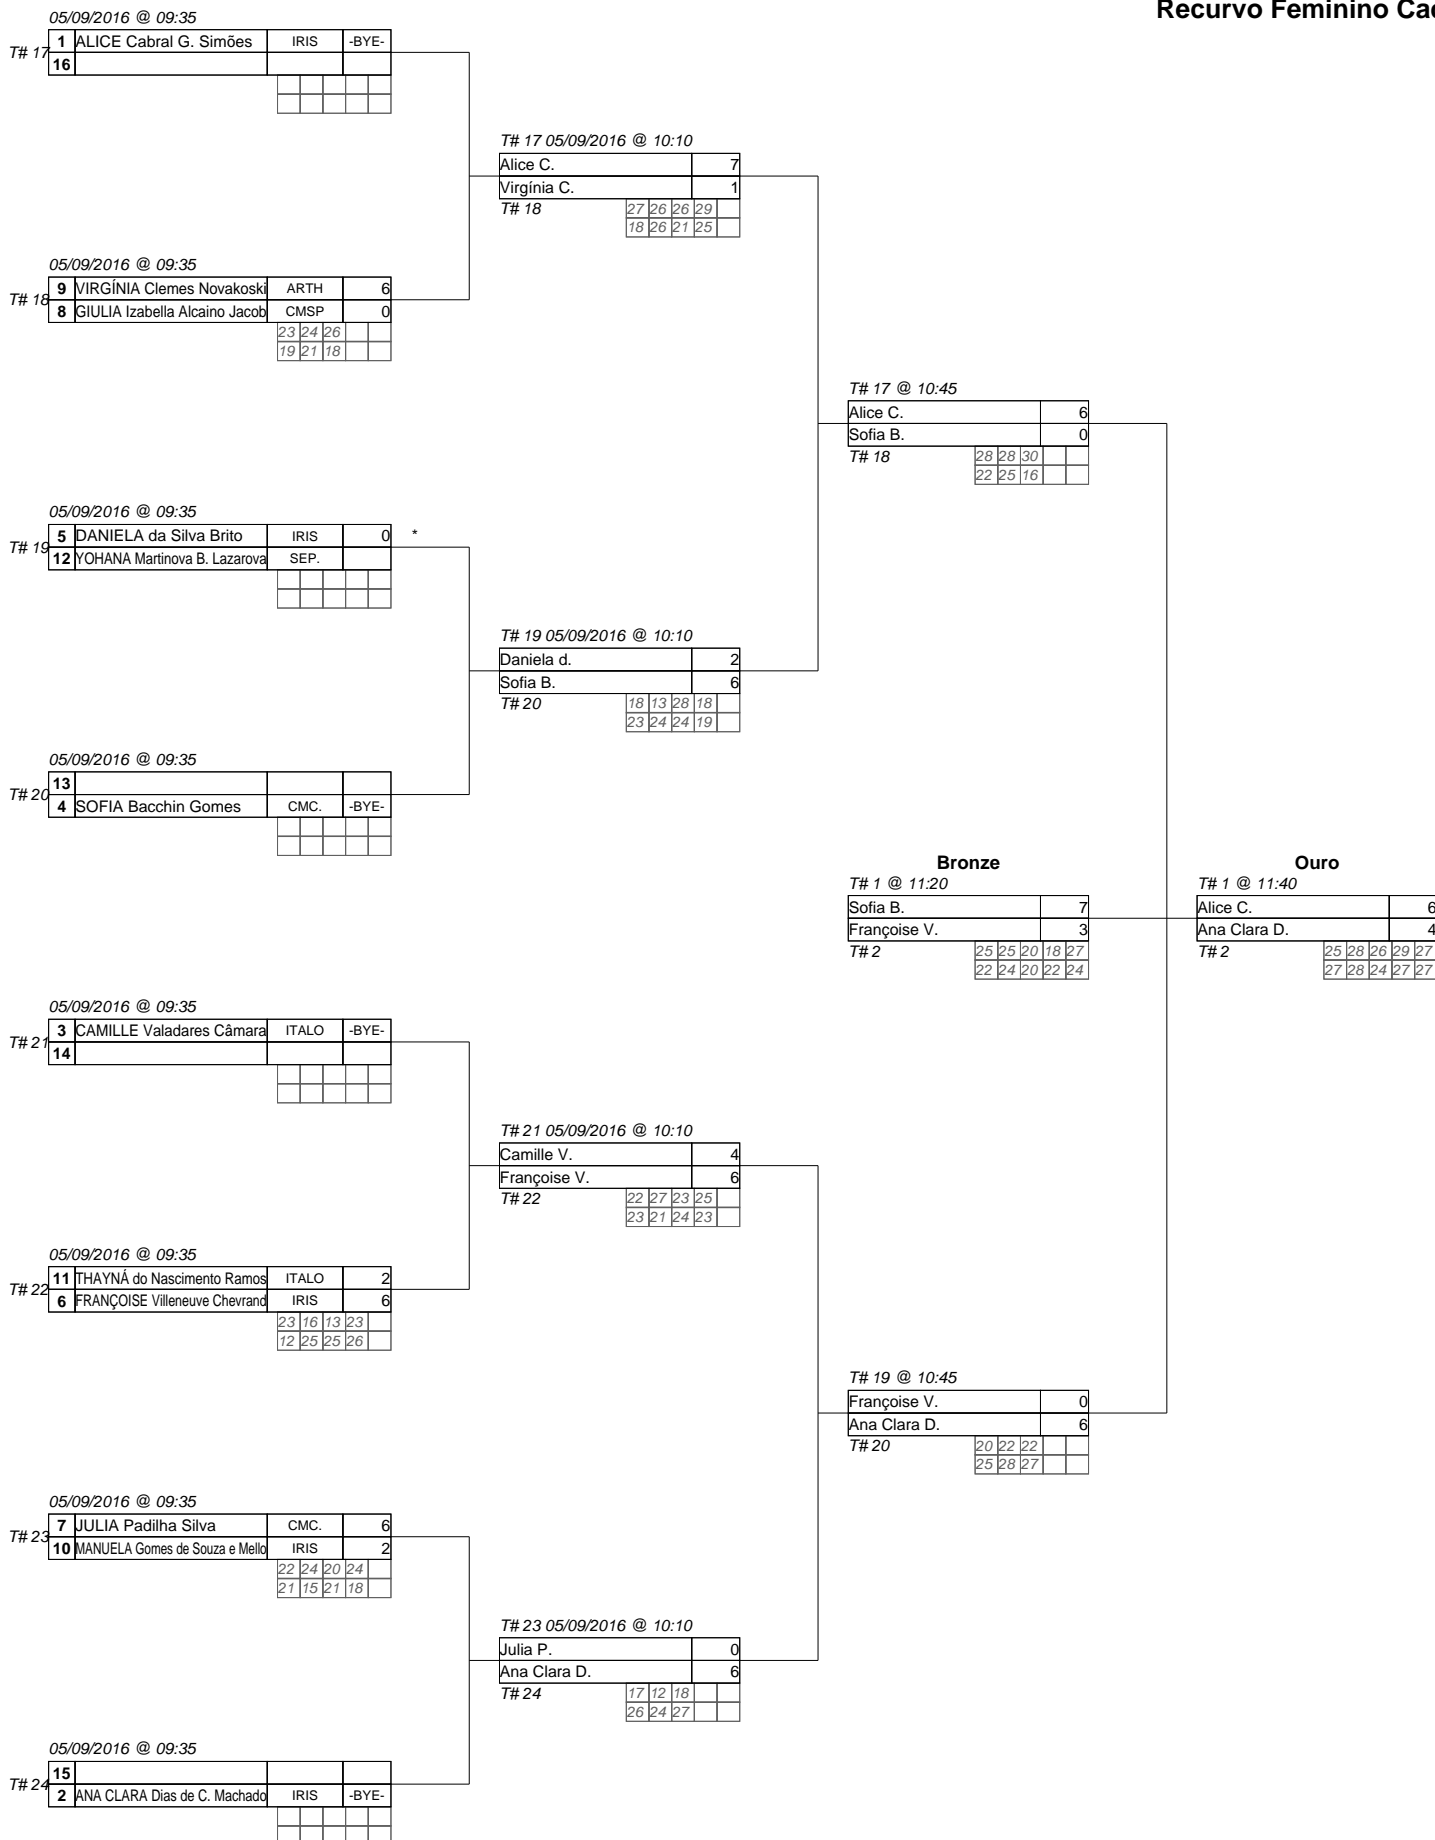 Recurvo Feminino Cad
05/09/2016 @ 09:35
T# 17
1 ALICE Cabral G. Simões IRIS -BYE-
16
T# 17 05/09/2016 @ 10:10
Alice C. 7
Virgínia C. 1
T# 18
27 26 26 29
18 26 21 25
05/09/2016 @ 09:35
T# 18
9 VIRGÍNIA Clemes Novakoski ARTH 6
8 GIULIA Izabella Alcaino Jacob CMSP 0
23 24 26
19 21 18
T# 17 @ 10:45
Alice C. 6
Sofia B. 0
T# 18
28 28 30
22 25 16
05/09/2016 @ 09:35
T# 19
5 DANIELA da Silva Brito IRIS 0 *
12 YOHANA Martinova B. Lazarova SEP.
T# 19 05/09/2016 @ 10:10
Daniela d. 2
Sofia B. 6
T# 20
18 13 28 18
23 24 24 19
05/09/2016 @ 09:35
T# 20
13
4 SOFIA Bacchin Gomes CMC. -BYE-
Bronze
T# 1 @ 11:20
Sofia B. 7
Françoise V. 3
T# 2
25 25 20 18 27
22 24 20 22 24
Ouro
T# 1 @ 11:40
Alice C. 6
Ana Clara D. 4
T# 2
25 28 26 29 27
27 28 24 27 27
05/09/2016 @ 09:35
T# 21
3 CAMILLE Valadares Câmara ITALO -BYE-
14
T# 21 05/09/2016 @ 10:10
Camille V. 4
Françoise V. 6
T# 22
22 27 23 25
23 21 24 23
05/09/2016 @ 09:35
T# 22
11 THAYNÁ do Nascimento Ramos ITALO 2
6 FRANÇOISE Villeneuve Chevrand IRIS 6
23 16 13 23
12 25 25 26
T# 19 @ 10:45
Françoise V. 0
Ana Clara D. 6
T# 20
20 22 22
25 28 27
05/09/2016 @ 09:35
T# 23
7 JULIA Padilha Silva CMC. 6
10 MANUELA Gomes de Souza e Mello IRIS 2
22 24 20 24
21 15 21 18
T# 23 05/09/2016 @ 10:10
Julia P. 0
Ana Clara D. 6
T# 24
17 12 18
26 24 27
05/09/2016 @ 09:35
T# 24
15
2 ANA CLARA Dias de C. Machado IRIS -BYE-